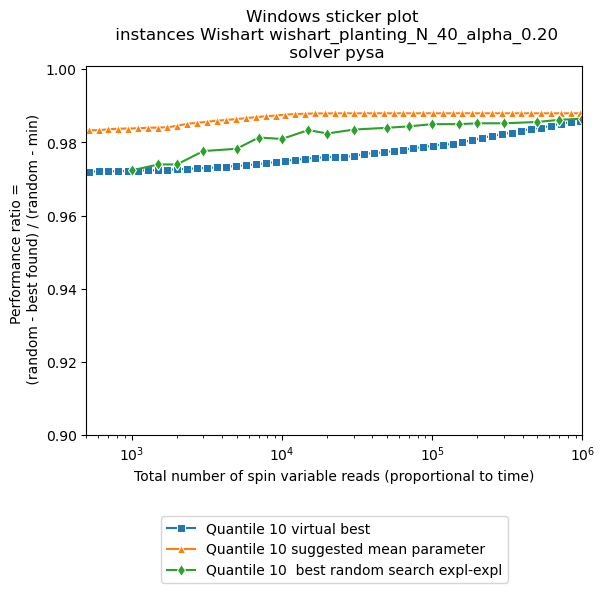 Windows sticker plot
instances Wishart wishart_planting_N_40_alpha_0.20
solver pysa
1.00
0.98
0.96
0.94
0.92
0.90
Performance ratio =
(random - best found) / (random - min)
10³
10⁴
10⁵
10⁶
Total number of spin variable reads (proportional to time)
Quantile 10 virtual best
Quantile 10 suggested mean parameter
Quantile 10  best random search expl-expl